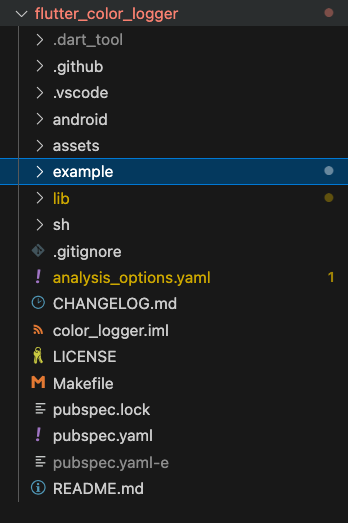 flutter_color_logger
.dart_tool
.github
.vscode
android
assets
example
lib
sh
.gitignore
! analysis_options.yaml 1
CHANGELOG.md
color_logger.iml
LICENSE
M Makefile
pubspec.lock
! pubspec.yaml
pubspec.yaml-e
README.md